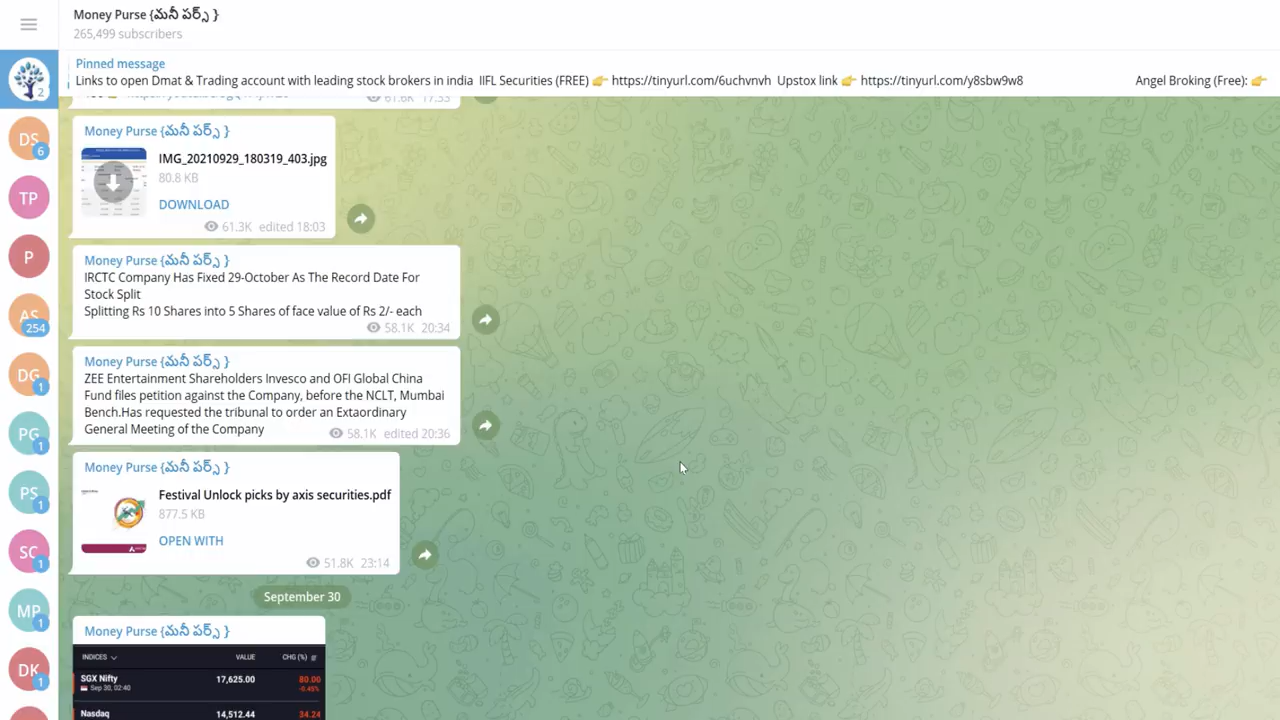 Money Purse {మనీ పర్స్ }
265,499 subscribers
Pinned message
Links to open Dmat & Trading account with leading stock brokers in india IIFL Securities (FREE) 👉 https://tinyurl.com/6uchvnvh Upstox link 👉 https://tinyurl.com/y8sbw9w8 Angel Broking (Free): 👉
61.6K 17:33
2
Money Purse {మనీ పర్స్ }
IMG_20210929_180319_403.jpg
80.8 KB
DOWNLOAD
61.3K edited 18:03
DS
6
TP
Money Purse {మనీ పర్స్ }
IRCTC Company Has Fixed 29-October As The Record Date For
Stock Split
Splitting Rs 10 Shares into 5 Shares of face value of Rs 2/- each
58.1K 20:34
P
AS
254
Money Purse {మనీ పర్స్ }
ZEE Entertainment Shareholders Invesco and OFI Global China
Fund files petition against the Company, before the NCLT, Mumbai
Bench.Has requested the tribunal to order an Extaordinary
General Meeting of the Company
58.1K edited 20:36
DG
1
PG
1
Money Purse {మనీ పర్స్ }
Festival Unlock picks by axis securities.pdf
877.5 KB
OPEN WITH
51.8K 23:14
PS
1
SC
1
September 30
MP
1
Money Purse {మనీ పర్స్ }
INDICES VALUE CHG (%)
SGX Nifty 17,625.00 80.00
Sep 30, 02:40 -0.45%
Nasdaq 14,512.44 34.24
DK
1